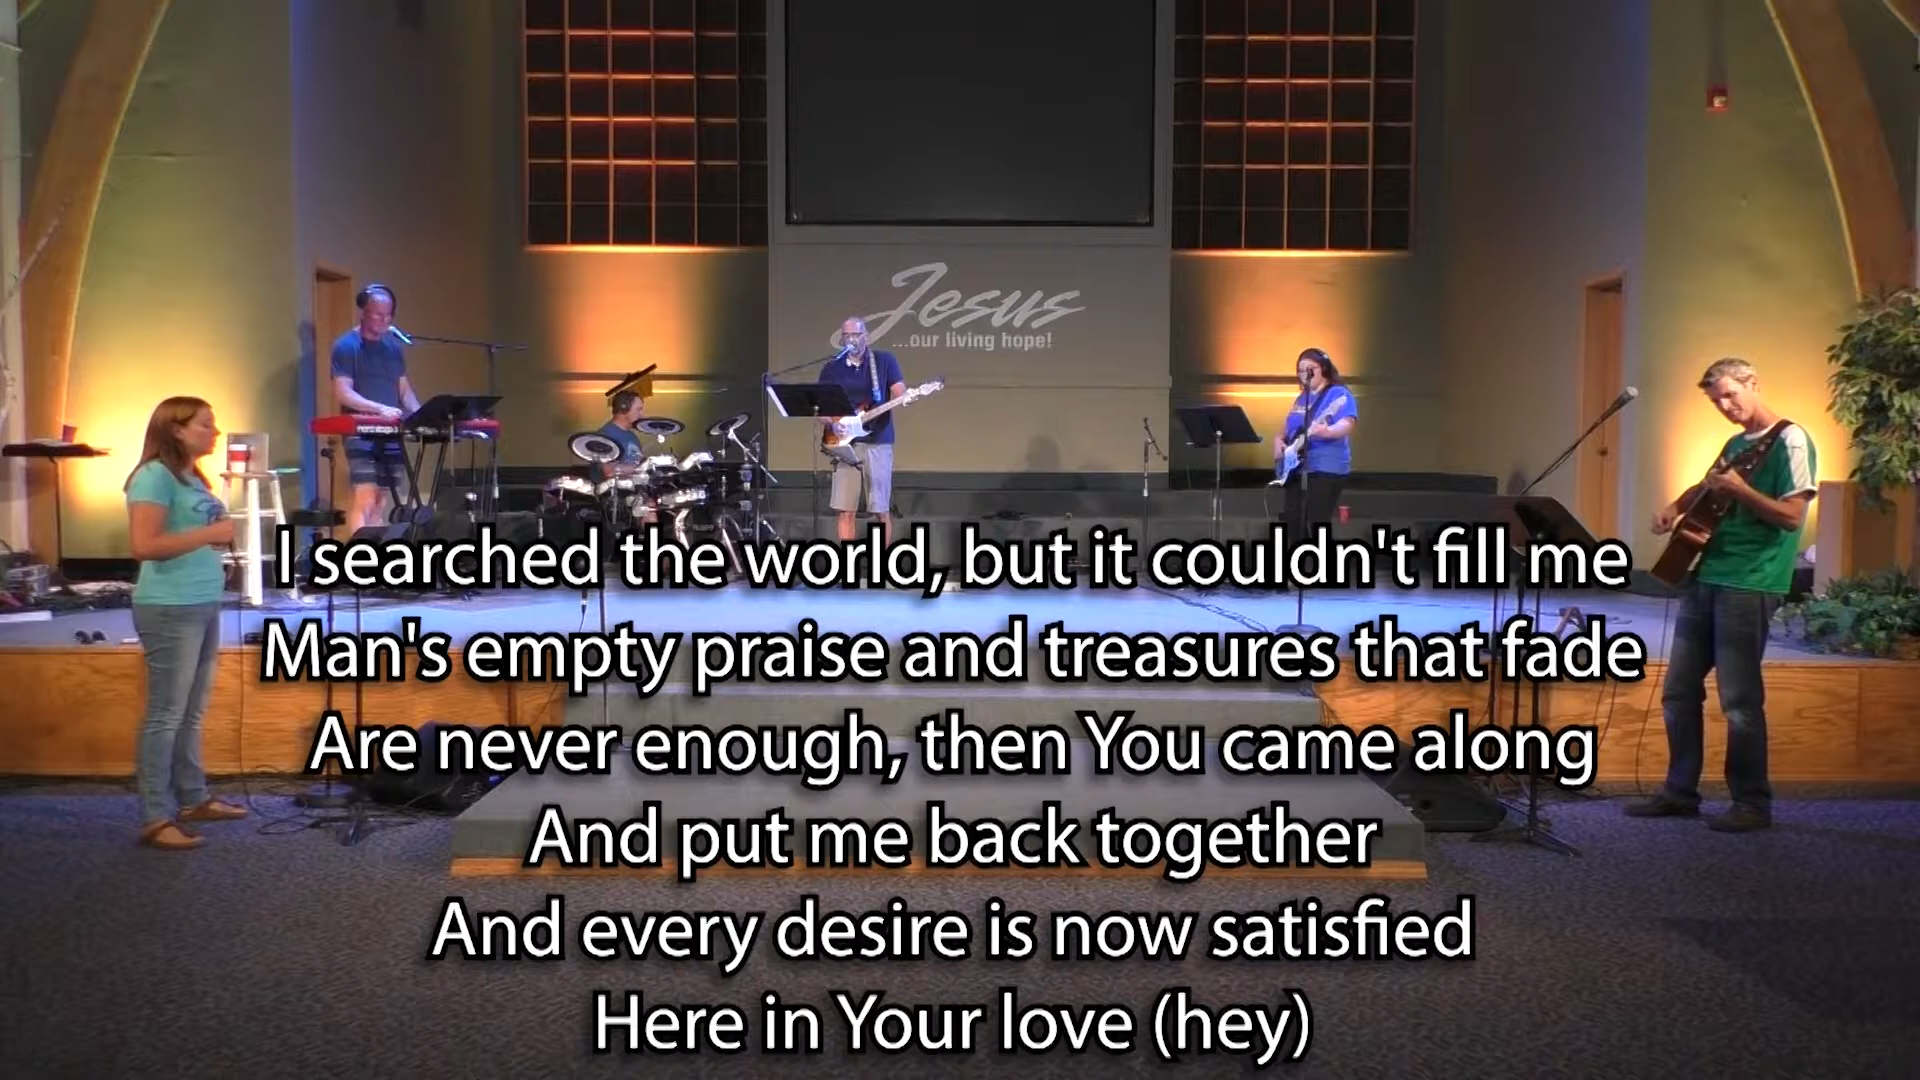 Jesus
...our living hope!
I searched the world, but it couldn't fill me
Man's empty praise and treasures that fade
Are never enough, then You came along
And put me back together
And every desire is now satisfied
Here in Your love (hey)